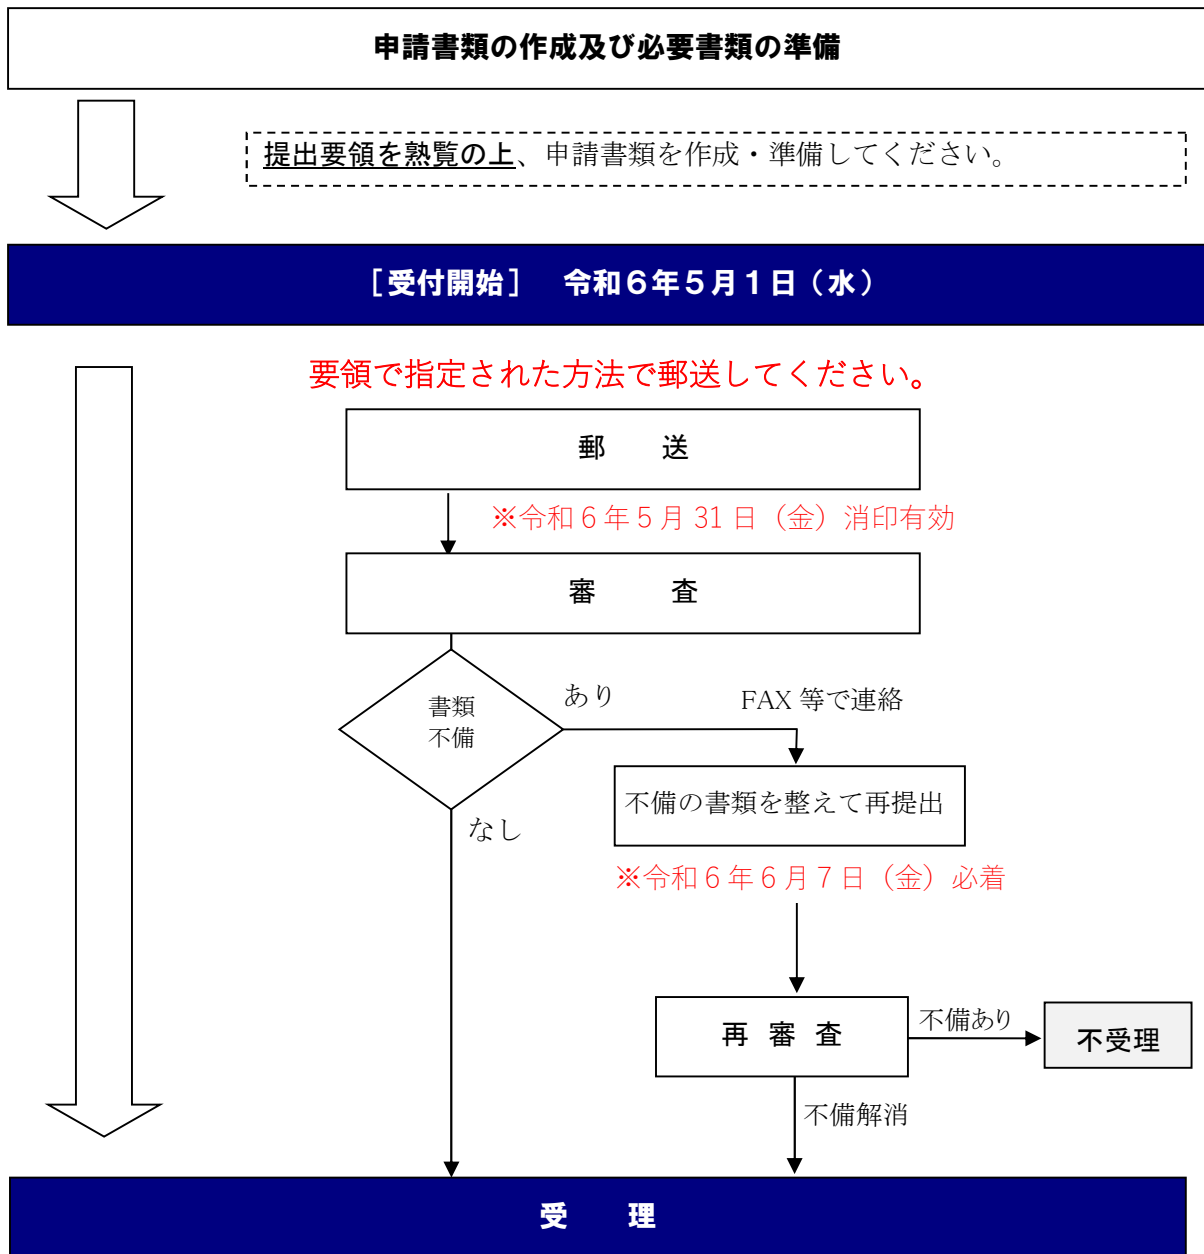 申請書類の作成及び必要書類の準備
提出要領を熟覧の上、申請書類を作成・準備してください。
［受付開始］　令和６年５月１日（水）
要領で指定された方法で郵送してください。
郵　　送
※令和６年５月 31 日（金）消印有効
審　　査
書類
不備
あり
FAX 等で連絡
不備の書類を整えて再提出
なし
※令和６年６月７日（金）必着
再 審 査
不備あり
不受理
不備解消
受　　理